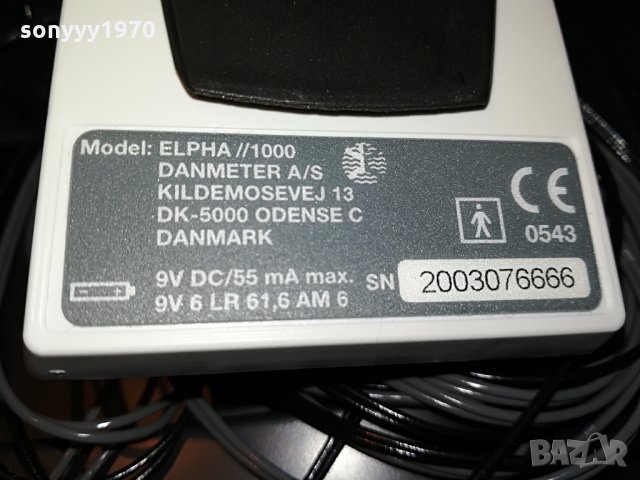 sonyyy1970
Model: ELPHA //1000
DANMETER A/S
KILDEMOSEVEJ 13
DK-5000 ODENSE C
DANMARK
CE
0543
9V DC/55 mA max.
9V 6 LR 61,6 AM 6
SN 2003076666
BAZAR